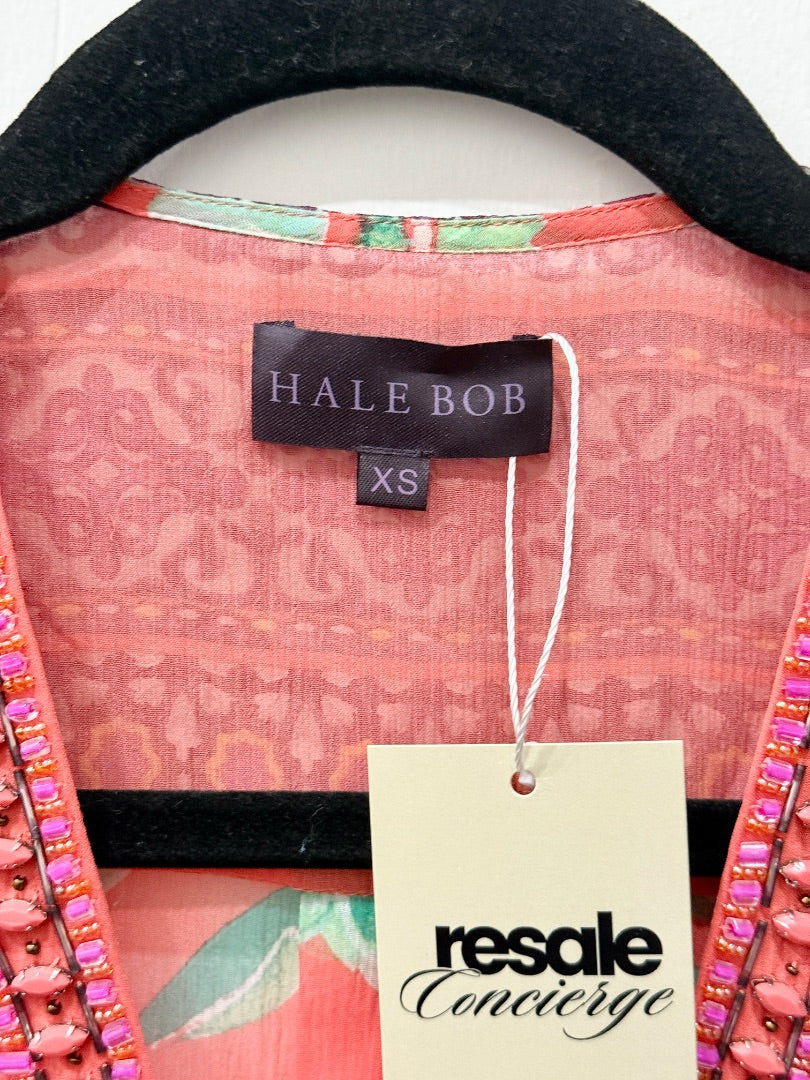 HALE BOB
XS
resale
Concierge